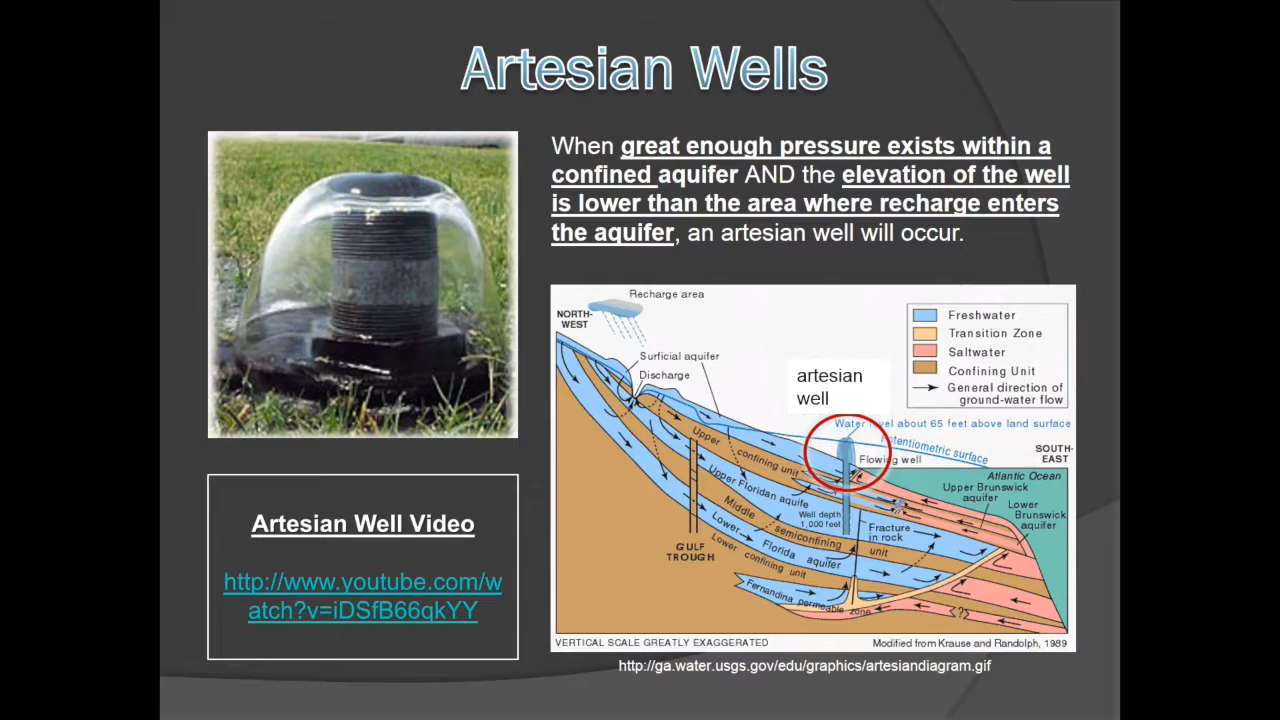 Artesian Wells
When great enough pressure exists within a
confined aquifer AND the elevation of the well
is lower than the area where recharge enters
the aquifer, an artesian well will occur.
Artesian Well Video
http://www.youtube.com/w
atch?v=iDSfB66qkYY
Recharge area
NORTH-
WEST
Surficial aquifer
Discharge
artesian
well
Freshwater
Transition Zone
Saltwater
Confining Unit
General direction of
ground-water flow
Water level about 65 feet above land surface
Potentiometric surface
Flowing well
SOUTH-
EAST
Atlantic Ocean
Upper Brunswick
aquifer
Lower
Brunswick
aquifer
Upper confining unit
Upper Floridan aquife
Middle semiconfining unit
Well depth
1,000 feet
Fracture
in rock
Lower Florida aquifer
Lower confining unit
GULF
TROUGH
Fernandina permeable zone
(?)
VERTICAL SCALE GREATLY EXAGGERATED
Modified from Krause and Randolph, 1989
http://ga.water.usgs.gov/edu/graphics/artesiandiagram.gif